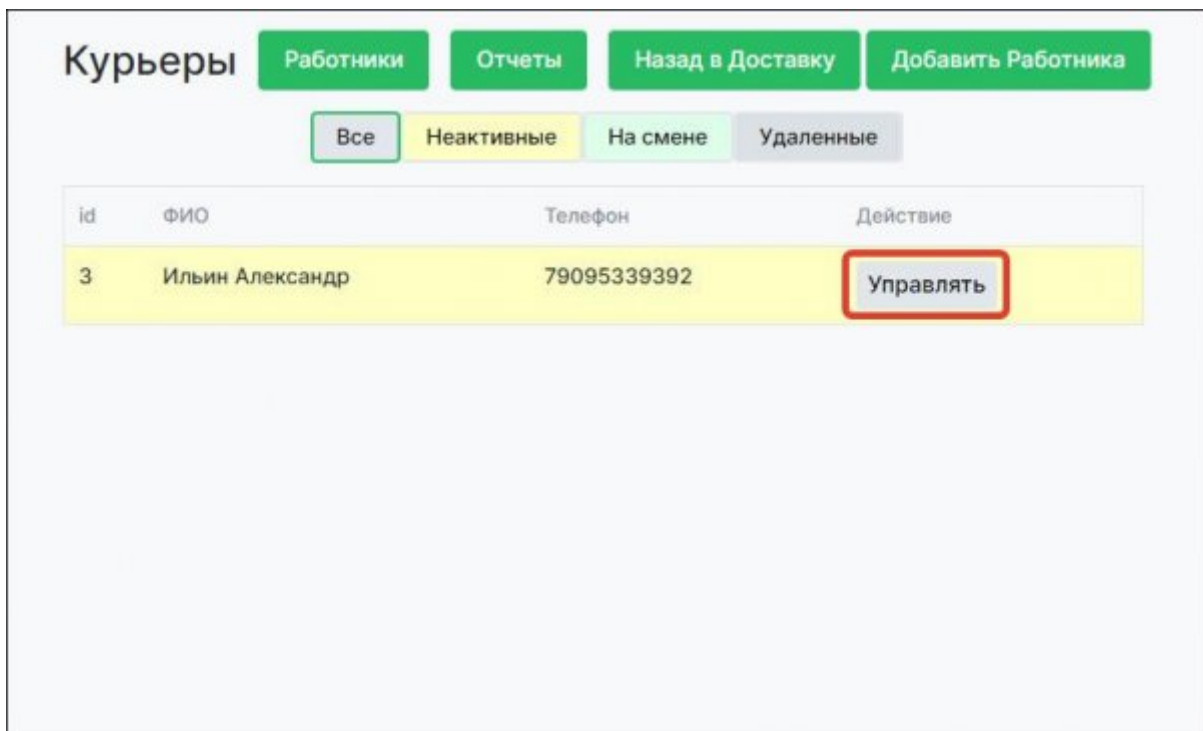 Курьеры Работники Отчеты Назад в Доставку Добавить Работника
Все Неактивные На смене Удаленные
id ФИО Телефон Действие
3 Ильин Александр 79095339392 Управлять